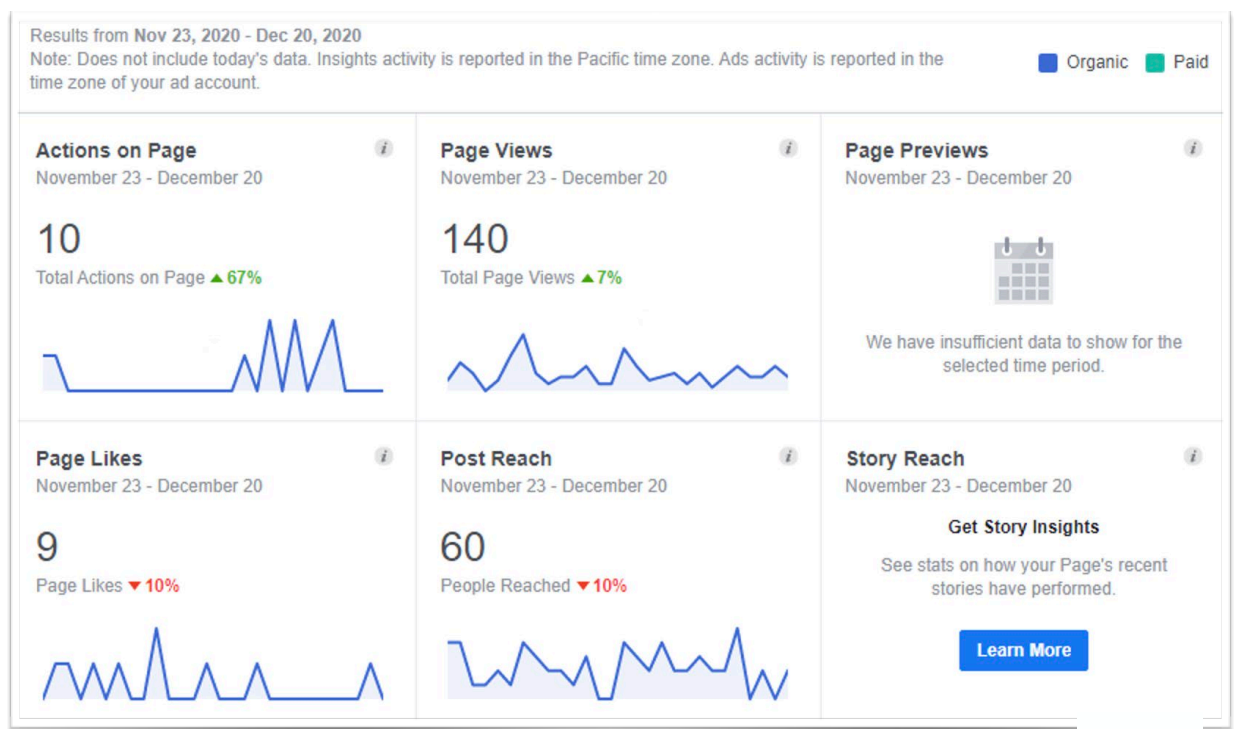 Results from Nov 23, 2020 - Dec 20, 2020
Note: Does not include today's data. Insights activity is reported in the Pacific time zone. Ads activity is reported in the
time zone of your ad account.
Organic
Paid
Actions on Page
November 23 - December 20
10
Total Actions on Page ▲ 67%
Page Views
November 23 - December 20
140
Total Page Views ▲ 7%
Page Previews
November 23 - December 20
We have insufficient data to show for the
selected time period.
Page Likes
November 23 - December 20
9
Page Likes ▼ 10%
Post Reach
November 23 - December 20
60
People Reached ▼ 10%
Story Reach
November 23 - December 20
Get Story Insights
See stats on how your Page's recent
stories have performed.
Learn More